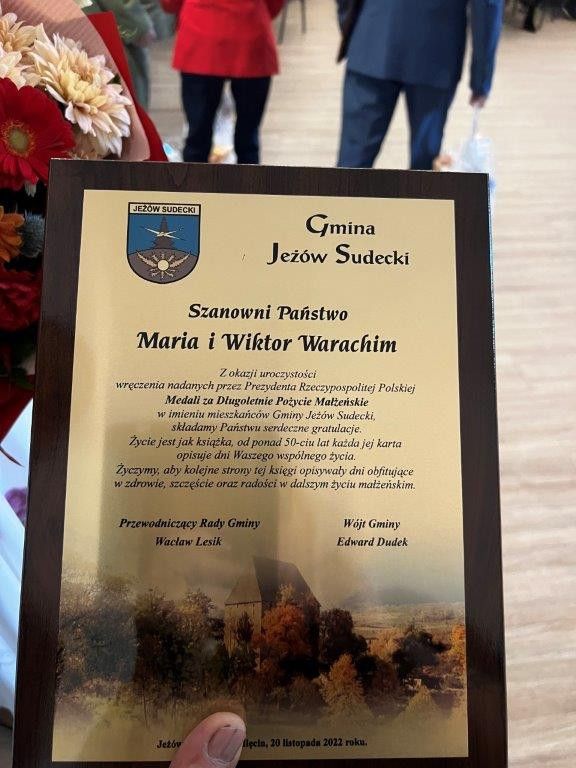 JEŻÓW SUDECKI
Gmina
Jeżów Sudecki
Szanowni Państwo
Maria i Wiktor Warachim
Z okazji uroczystości
wręczenia nadanych przez Prezydenta Rzeczypospolitej Polskiej
Medali za Długoletnie Pożycie Małżeńskie
w imieniu mieszkańców Gminy Jeżów Sudecki,
składamy Państwu serdeczne gratulacje.
Życie jest jak książka, od ponad 50-ciu lat każda jej karta
opisuje dni Waszego wspólnego życia.
Życzymy, aby kolejne strony tej księgi opisywały dni obfitujące
w zdrowie, szczęście oraz radości w dalszym życiu małżeńskim.
Przewodniczący Rady Gminy
Wacław Lesik
Wójt Gminy
Edward Dudek
20 listopada 2022 roku.